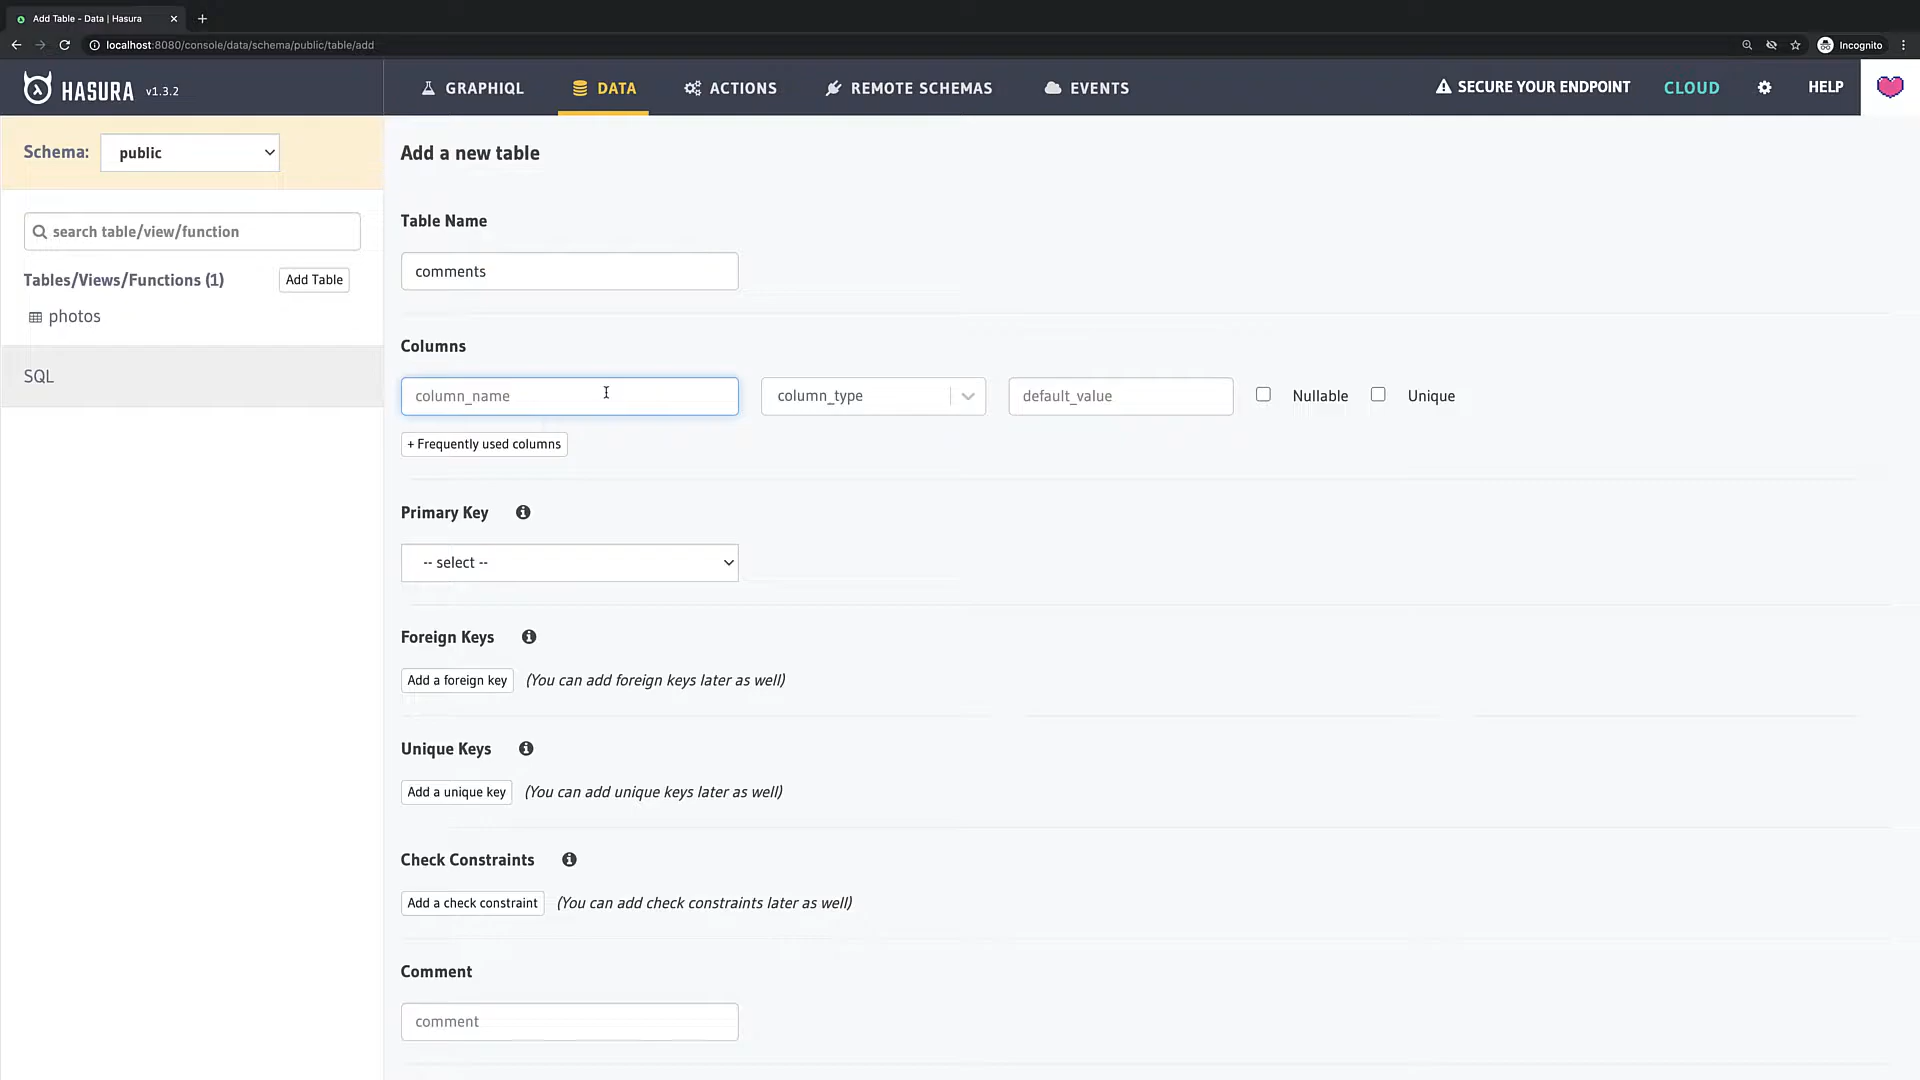 Add Table - Data | Hasura
localhost:8080/console/data/schema/public/table/add
Incognito
HASURA v1.3.2
GRAPHIQL
DATA
ACTIONS
REMOTE SCHEMAS
EVENTS
SECURE YOUR ENDPOINT
CLOUD
HELP
Schema: public
search table/view/function
Tables/Views/Functions (1) Add Table
photos
SQL
Add a new table
Table Name
comments
Columns
column_name column_type default_value Nullable Unique
+ Frequently used columns
Primary Key
-- select --
Foreign Keys
Add a foreign key (You can add foreign keys later as well)
Unique Keys
Add a unique key (You can add unique keys later as well)
Check Constraints
Add a check constraint (You can add check constraints later as well)
Comment
comment